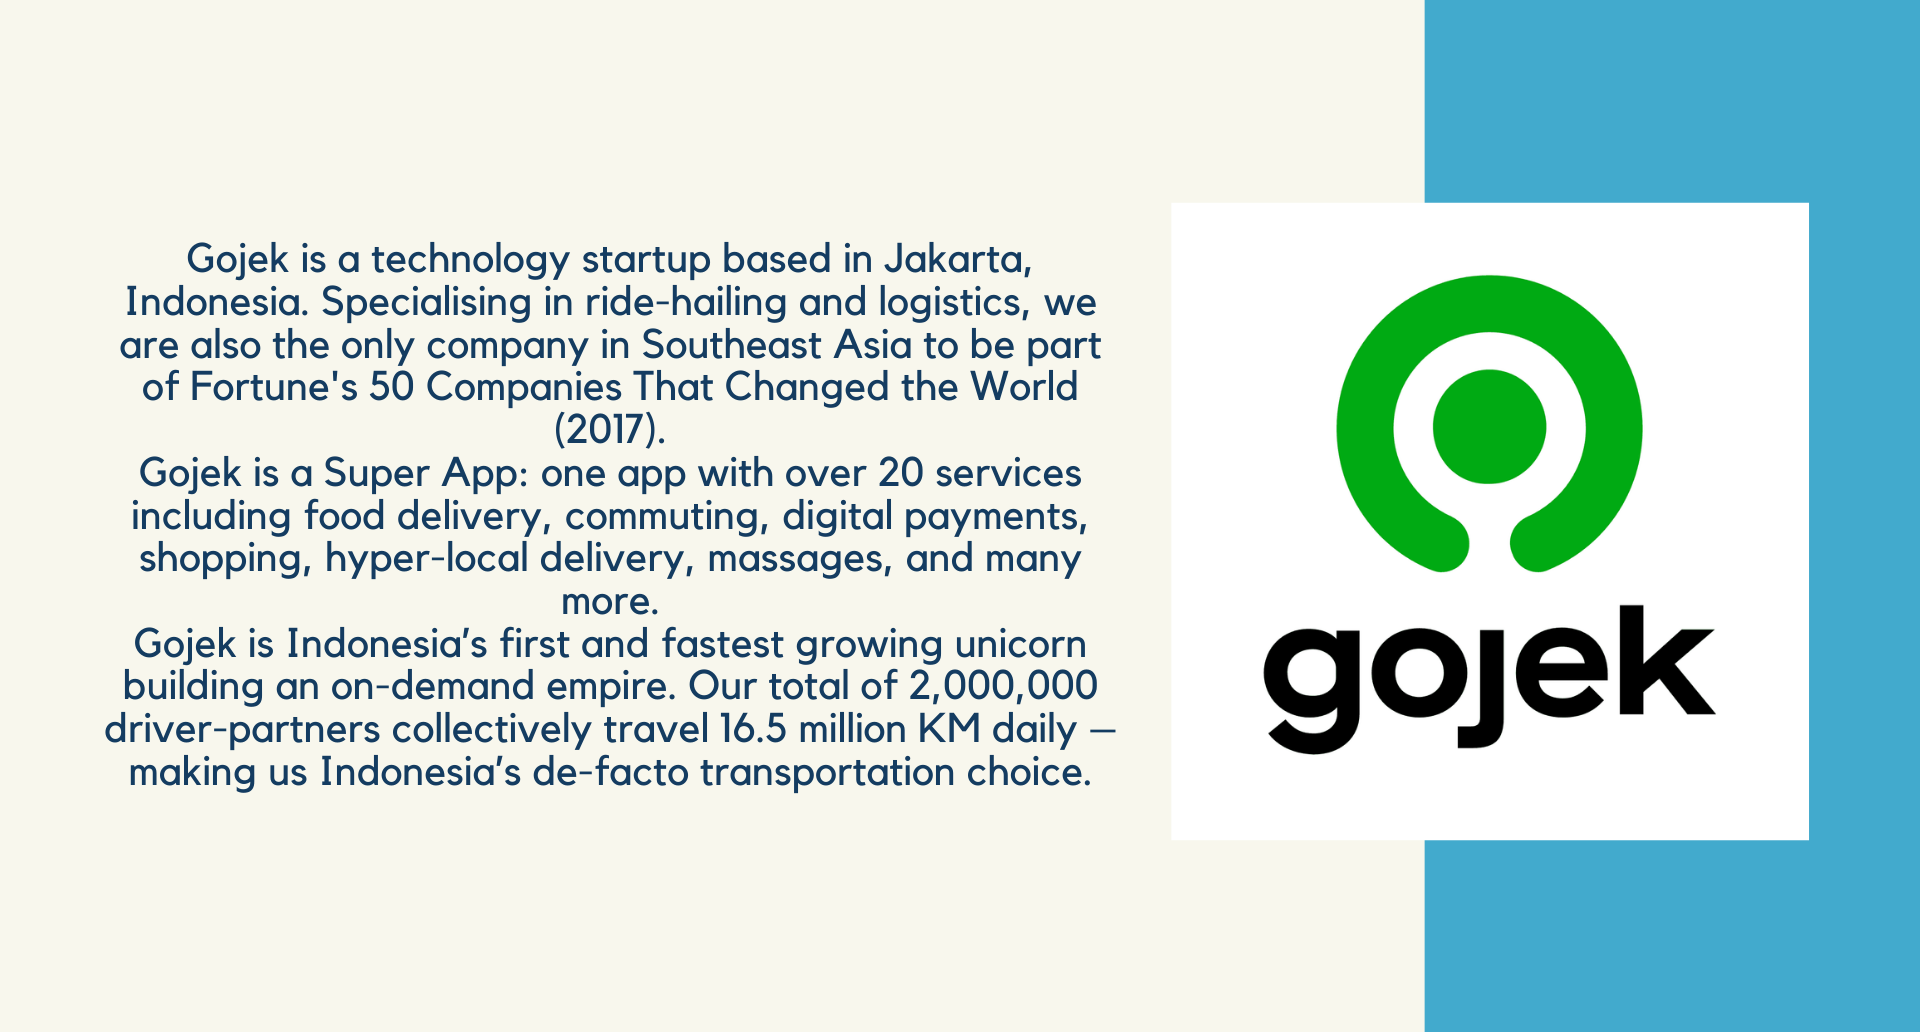 Gojek is a technology startup based in Jakarta,
Indonesia. Specialising in ride-hailing and logistics, we
are also the only company in Southeast Asia to be part
of Fortune's 50 Companies That Changed the World
(2017).
Gojek is a Super App: one app with over 20 services
including food delivery, commuting, digital payments,
shopping, hyper-local delivery, massages, and many
more.
Gojek is Indonesia’s first and fastest growing unicorn
building an on-demand empire. Our total of 2,000,000
driver-partners collectively travel 16.5 million KM daily —
making us Indonesia’s de-facto transportation choice.
gojek